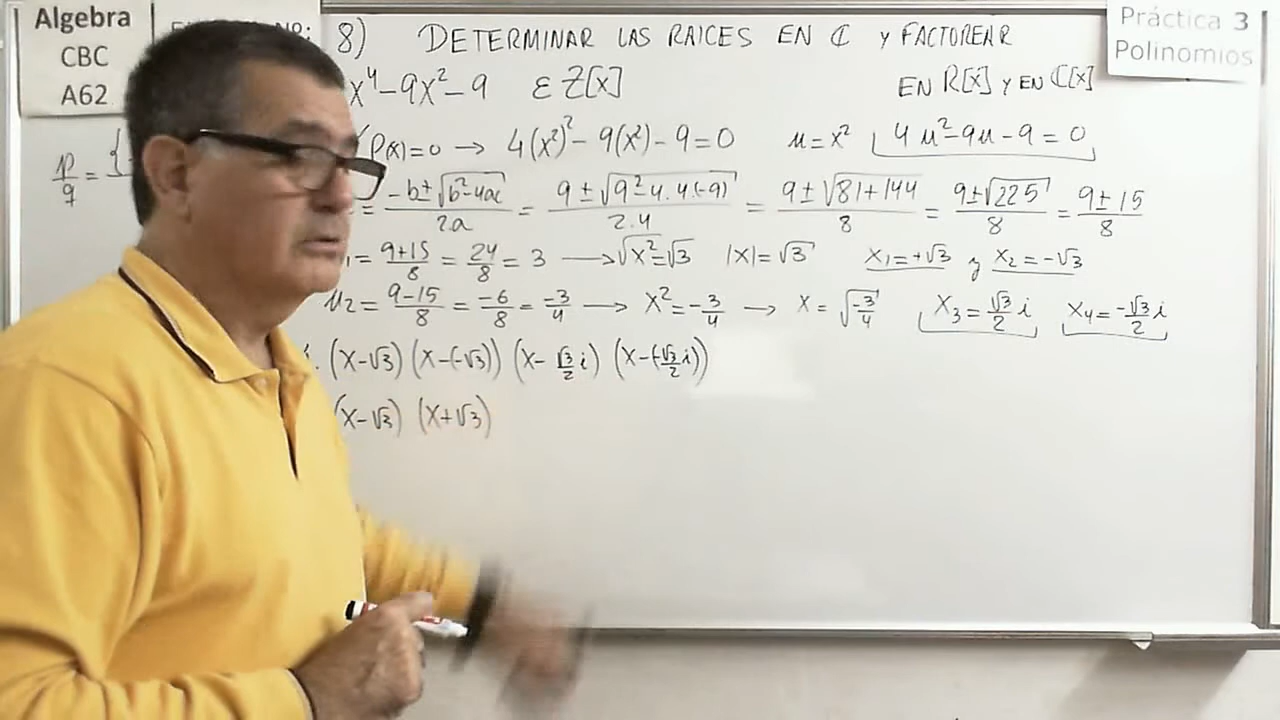 Algebra
CBC
A62
Práctica 3
Polinomios
8) DETERMINAR LAS RAICES EN ℂ y FACTOREAR
x⁴-9x²-9 ε Z[x] EN R[x] y EN ℂ[x]
p/q = {
P(x)=0 → 4(x²)²-9(x²)-9=0 u=x² 4u²-9u-9=0
= (-b±√(b²-4ac))/2a = (9±√(9²-4.4.(-9)))/2.4 = (9±√(81+144))/8 = (9±√225)/8 = (9±15)/8
= (9+15)/8 = 24/8 = 3 → √x²=√3 |x|=√3 x₁=+√3 y x₂=-√3
u₂ = (9-15)/8 = -6/8 = -3/4 → x²=-3/4 → x=√(-3/4) x₃=√3/2 i x₄=-√3/2 i
. (x-√3) (x-(-√3)) (x-√3/2 i) (x-(-√3/2 i))
(x-√3) (x+√3)